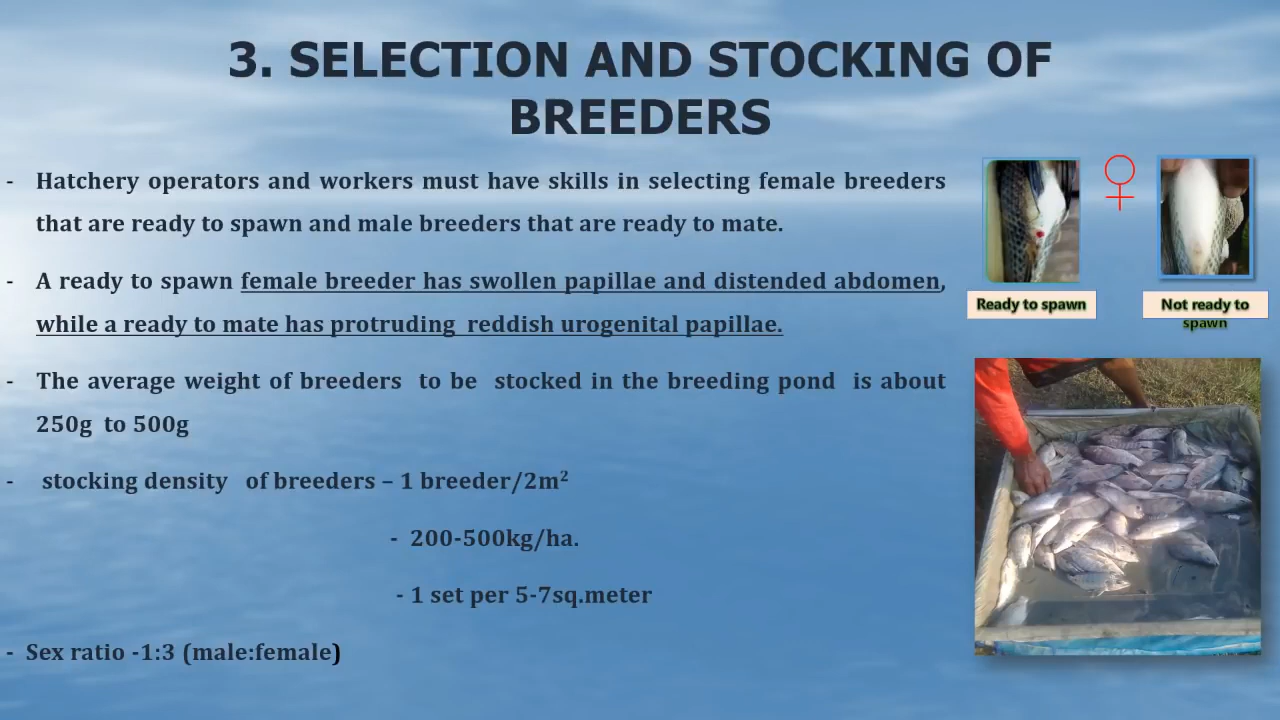 3. SELECTION AND STOCKING OF
BREEDERS
- Hatchery operators and workers must have skills in selecting female breeders
that are ready to spawn and male breeders that are ready to mate.
- A ready to spawn female breeder has swollen papillae and distended abdomen,
while a ready to mate has protruding reddish urogenital papillae.
- The average weight of breeders to be stocked in the breeding pond is about
250g to 500g
- stocking density of breeders – 1 breeder/2m²
- 200-500kg/ha.
- 1 set per 5-7sq.meter
- Sex ratio -1:3 (male:female)
Ready to spawn
Not ready to
spawn